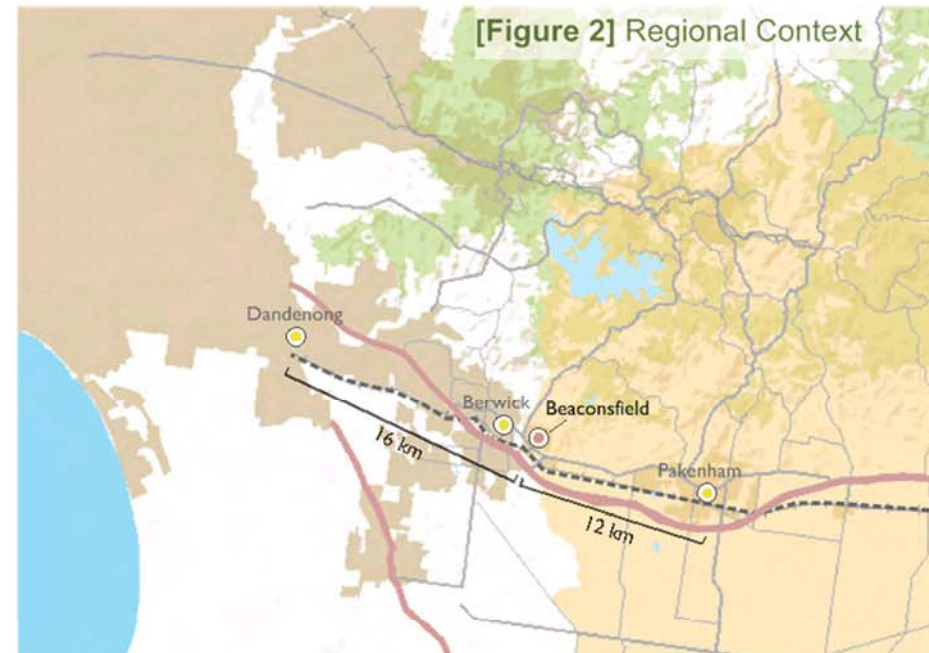 [Figure 2] Regional Context
Dandenong
Berwick
Beaconsfield
16 km
Pakenham
12 km